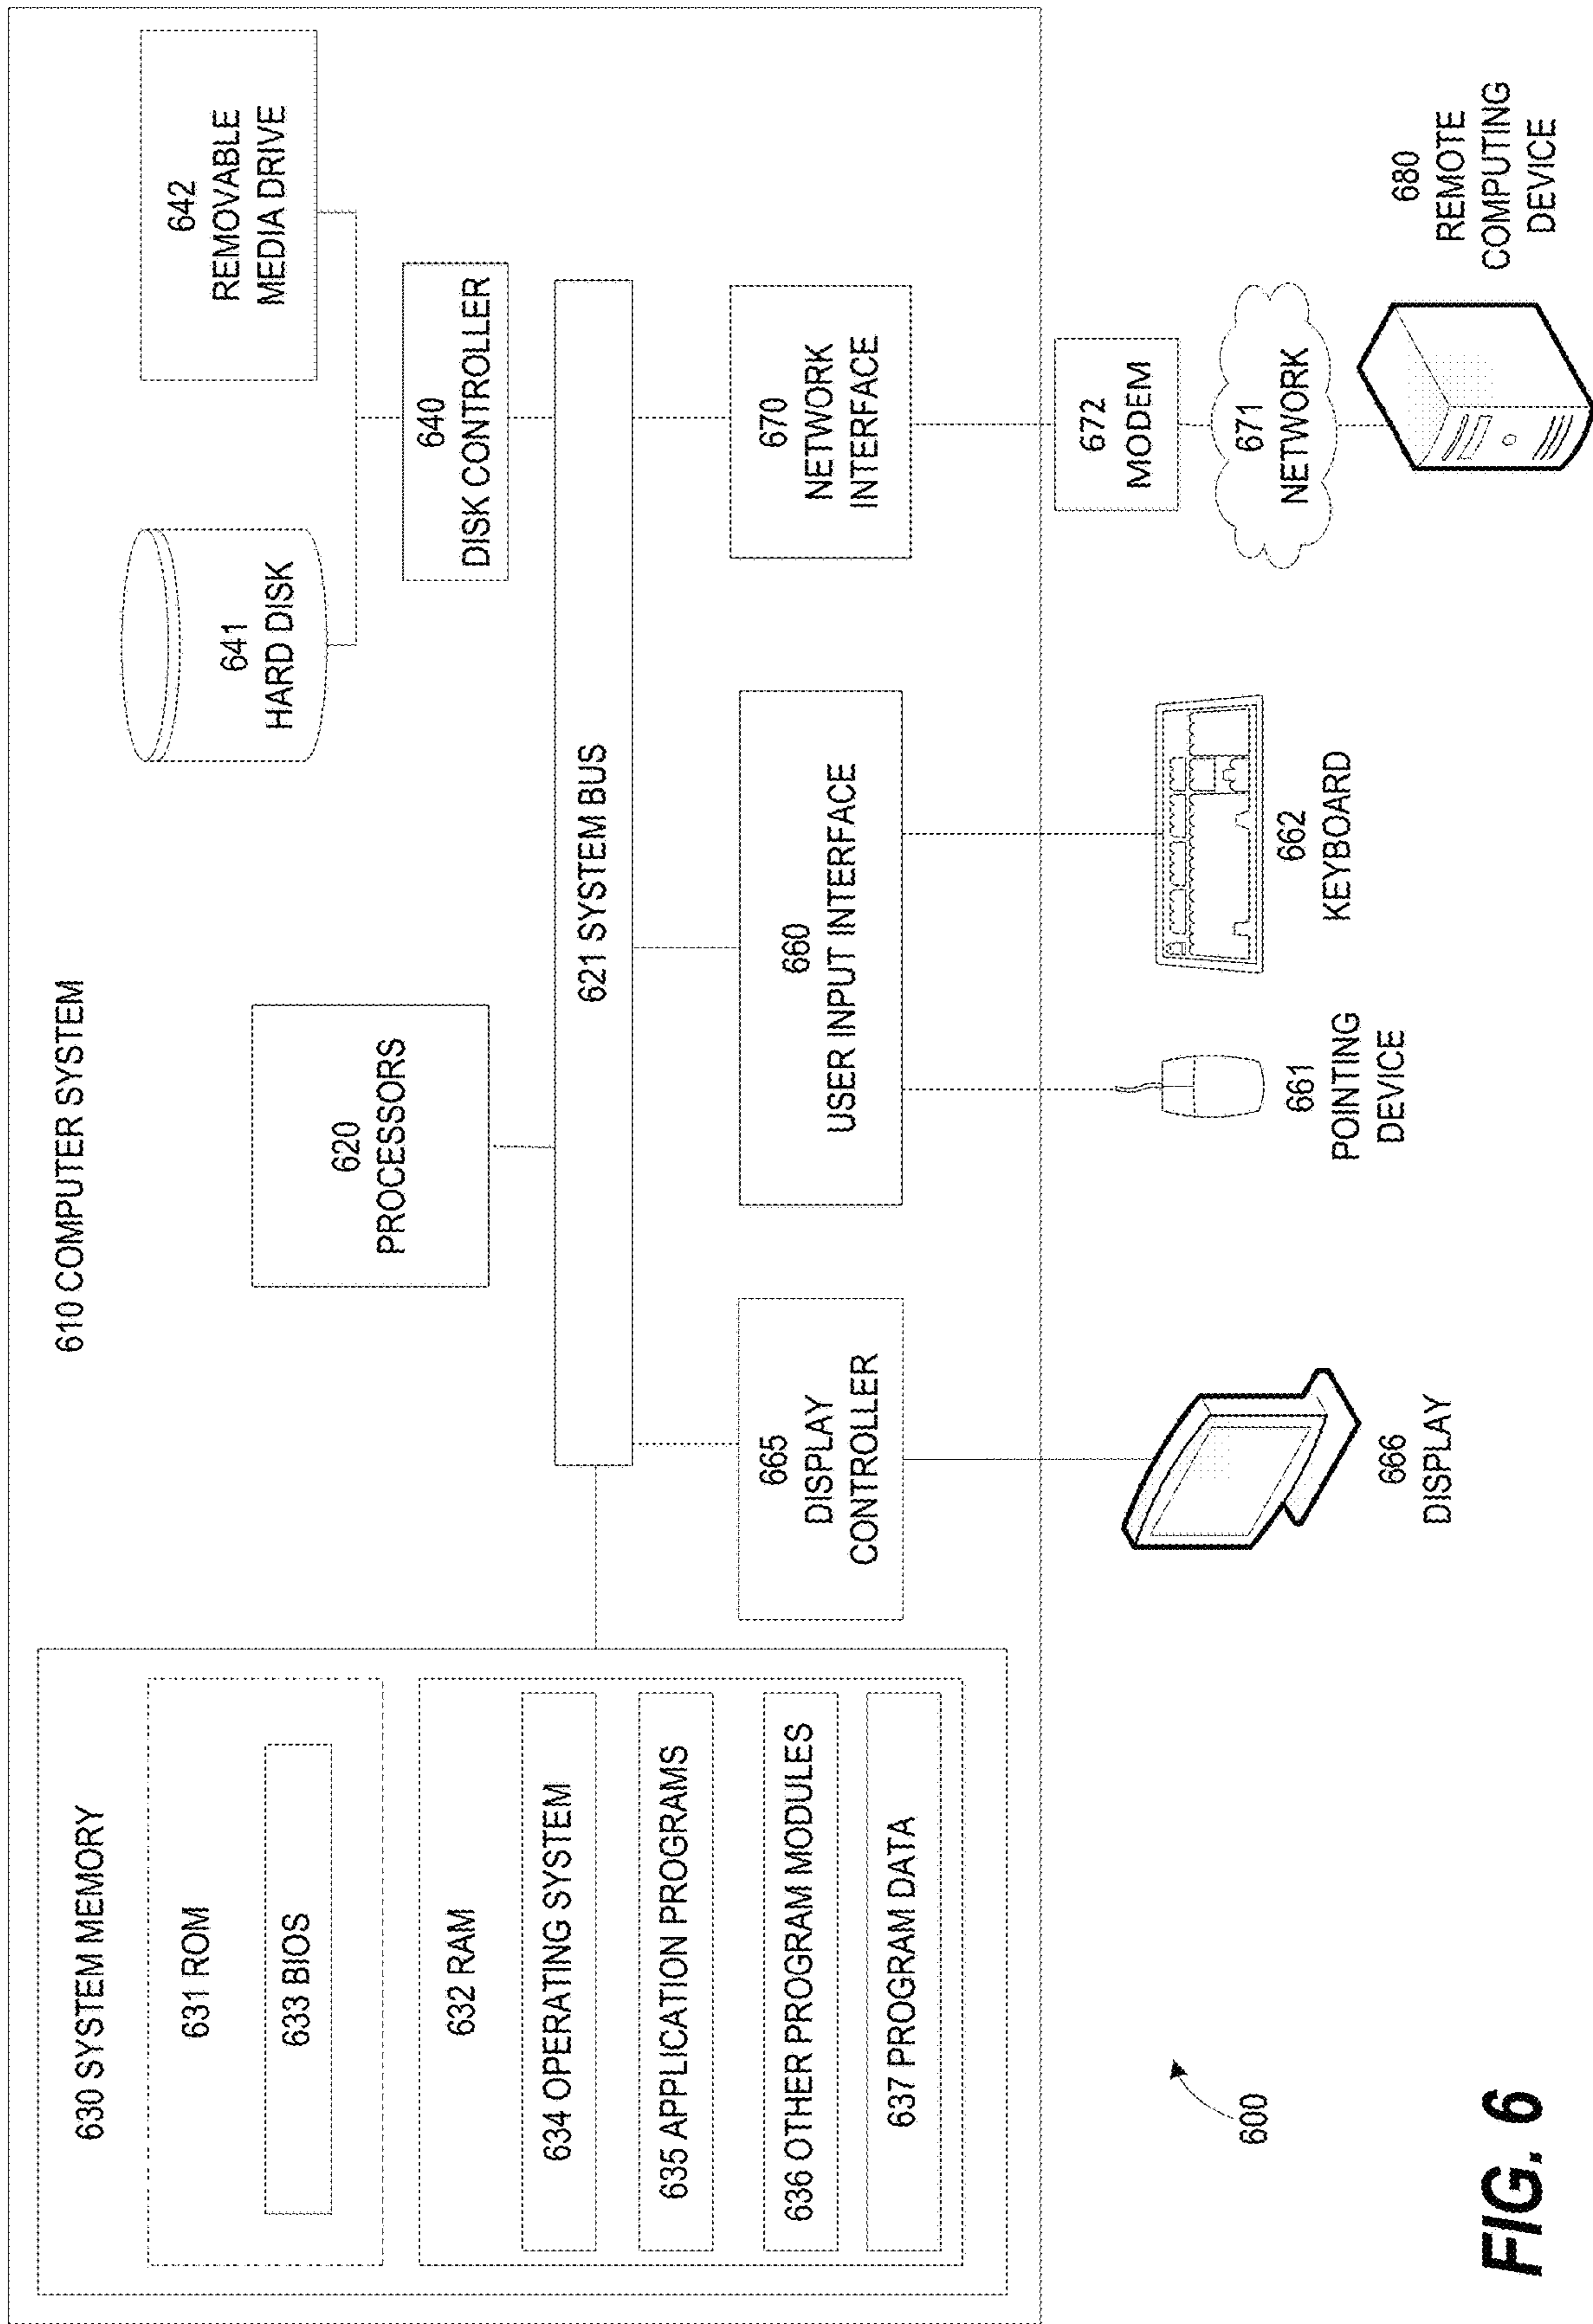 610 COMPUTER SYSTEM
630 SYSTEM MEMORY
631 ROM
633 BIOS
632 RAM
634 OPERATING SYSTEM
635 APPLICATION PROGRAMS
636 OTHER PROGRAM MODULES
637 PROGRAM DATA
620
PROCESSORS
641
HARD DISK
642
REMOVABLE
MEDIA DRIVE
640
DISK CONTROLLER
621 SYSTEM BUS
665
DISPLAY
CONTROLLER
660
USER INPUT INTERFACE
670
NETWORK
INTERFACE
672
MODEM
671
NETWORK
666
DISPLAY
661
POINTING
DEVICE
662
KEYBOARD
680
REMOTE
COMPUTING
DEVICE
600
FIG. 6